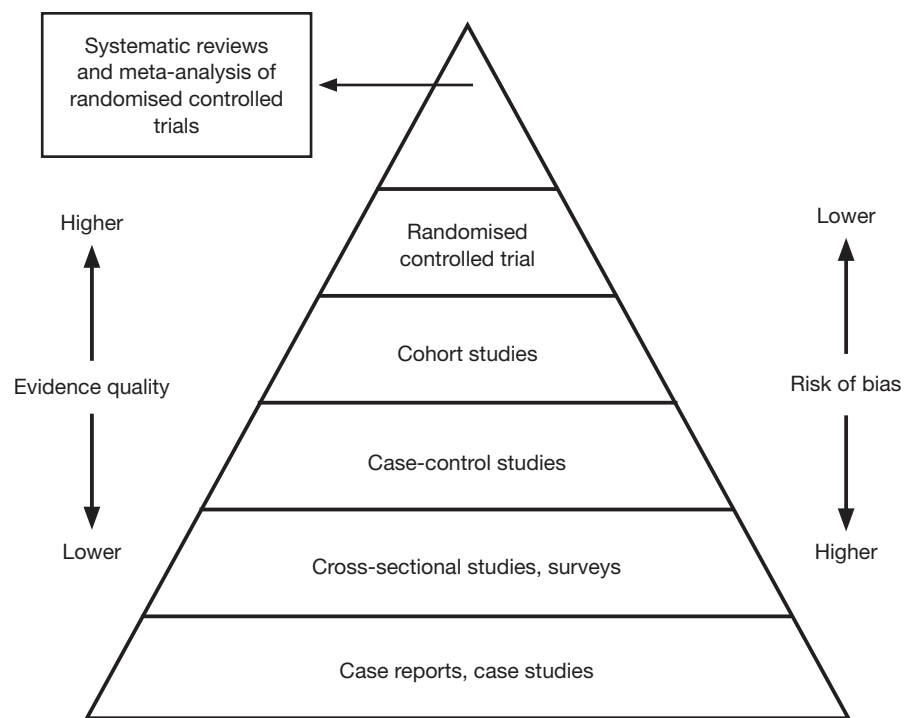 Systematic reviews
and meta-analysis of
randomised controlled
trials
Higher
Evidence quality
Lower
Randomised
controlled trial
Cohort studies
Case-control studies
Cross-sectional studies, surveys
Case reports, case studies
Lower
Risk of bias
Higher